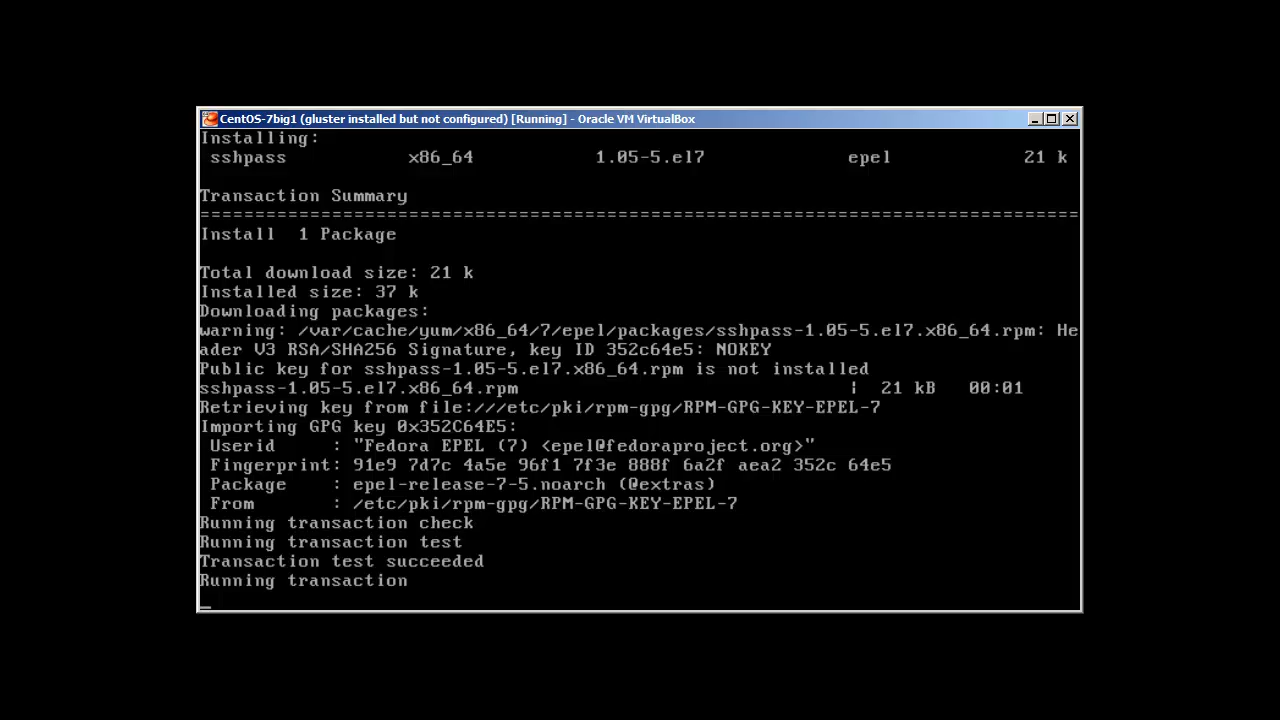 CentOS-7big1 (gluster installed but not configured) [Running] - Oracle VM VirtualBox
Installing:
 sshpass x86_64 1.05-5.el7 epel 21 k
Transaction Summary
================================================================================
Install  1 Package
Total download size: 21 k
Installed size: 37 k
Downloading packages:
warning: /var/cache/yum/x86_64/7/epel/packages/sshpass-1.05-5.el7.x86_64.rpm: He
ader V3 RSA/SHA256 Signature, key ID 352c64e5: NOKEY
Public key for sshpass-1.05-5.el7.x86_64.rpm is not installed
sshpass-1.05-5.el7.x86_64.rpm | 21 kB 00:01
Retrieving key from file:///etc/pki/rpm-gpg/RPM-GPG-KEY-EPEL-7
Importing GPG key 0x352C64E5:
 Userid     : "Fedora EPEL (7) <epel@fedoraproject.org>"
 Fingerprint: 91e9 7d7c 4a5e 96f1 7f3e 888f 6a2f aea2 352c 64e5
 Package    : epel-release-7-5.noarch (@extras)
 From       : /etc/pki/rpm-gpg/RPM-GPG-KEY-EPEL-7
Running transaction check
Running transaction test
Transaction test succeeded
Running transaction